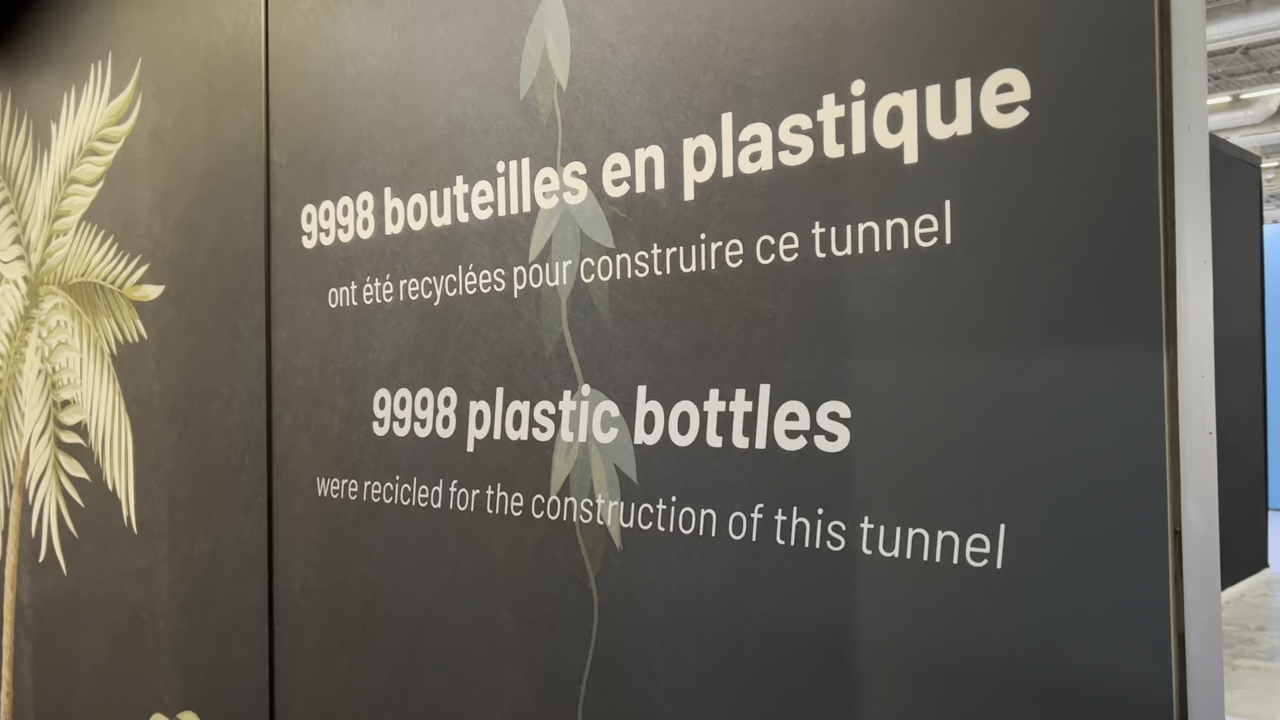 9998 bouteilles en plastique
ont été recyclées pour construire ce tunnel
9998 plastic bottles
were recicled for the construction of this tunnel